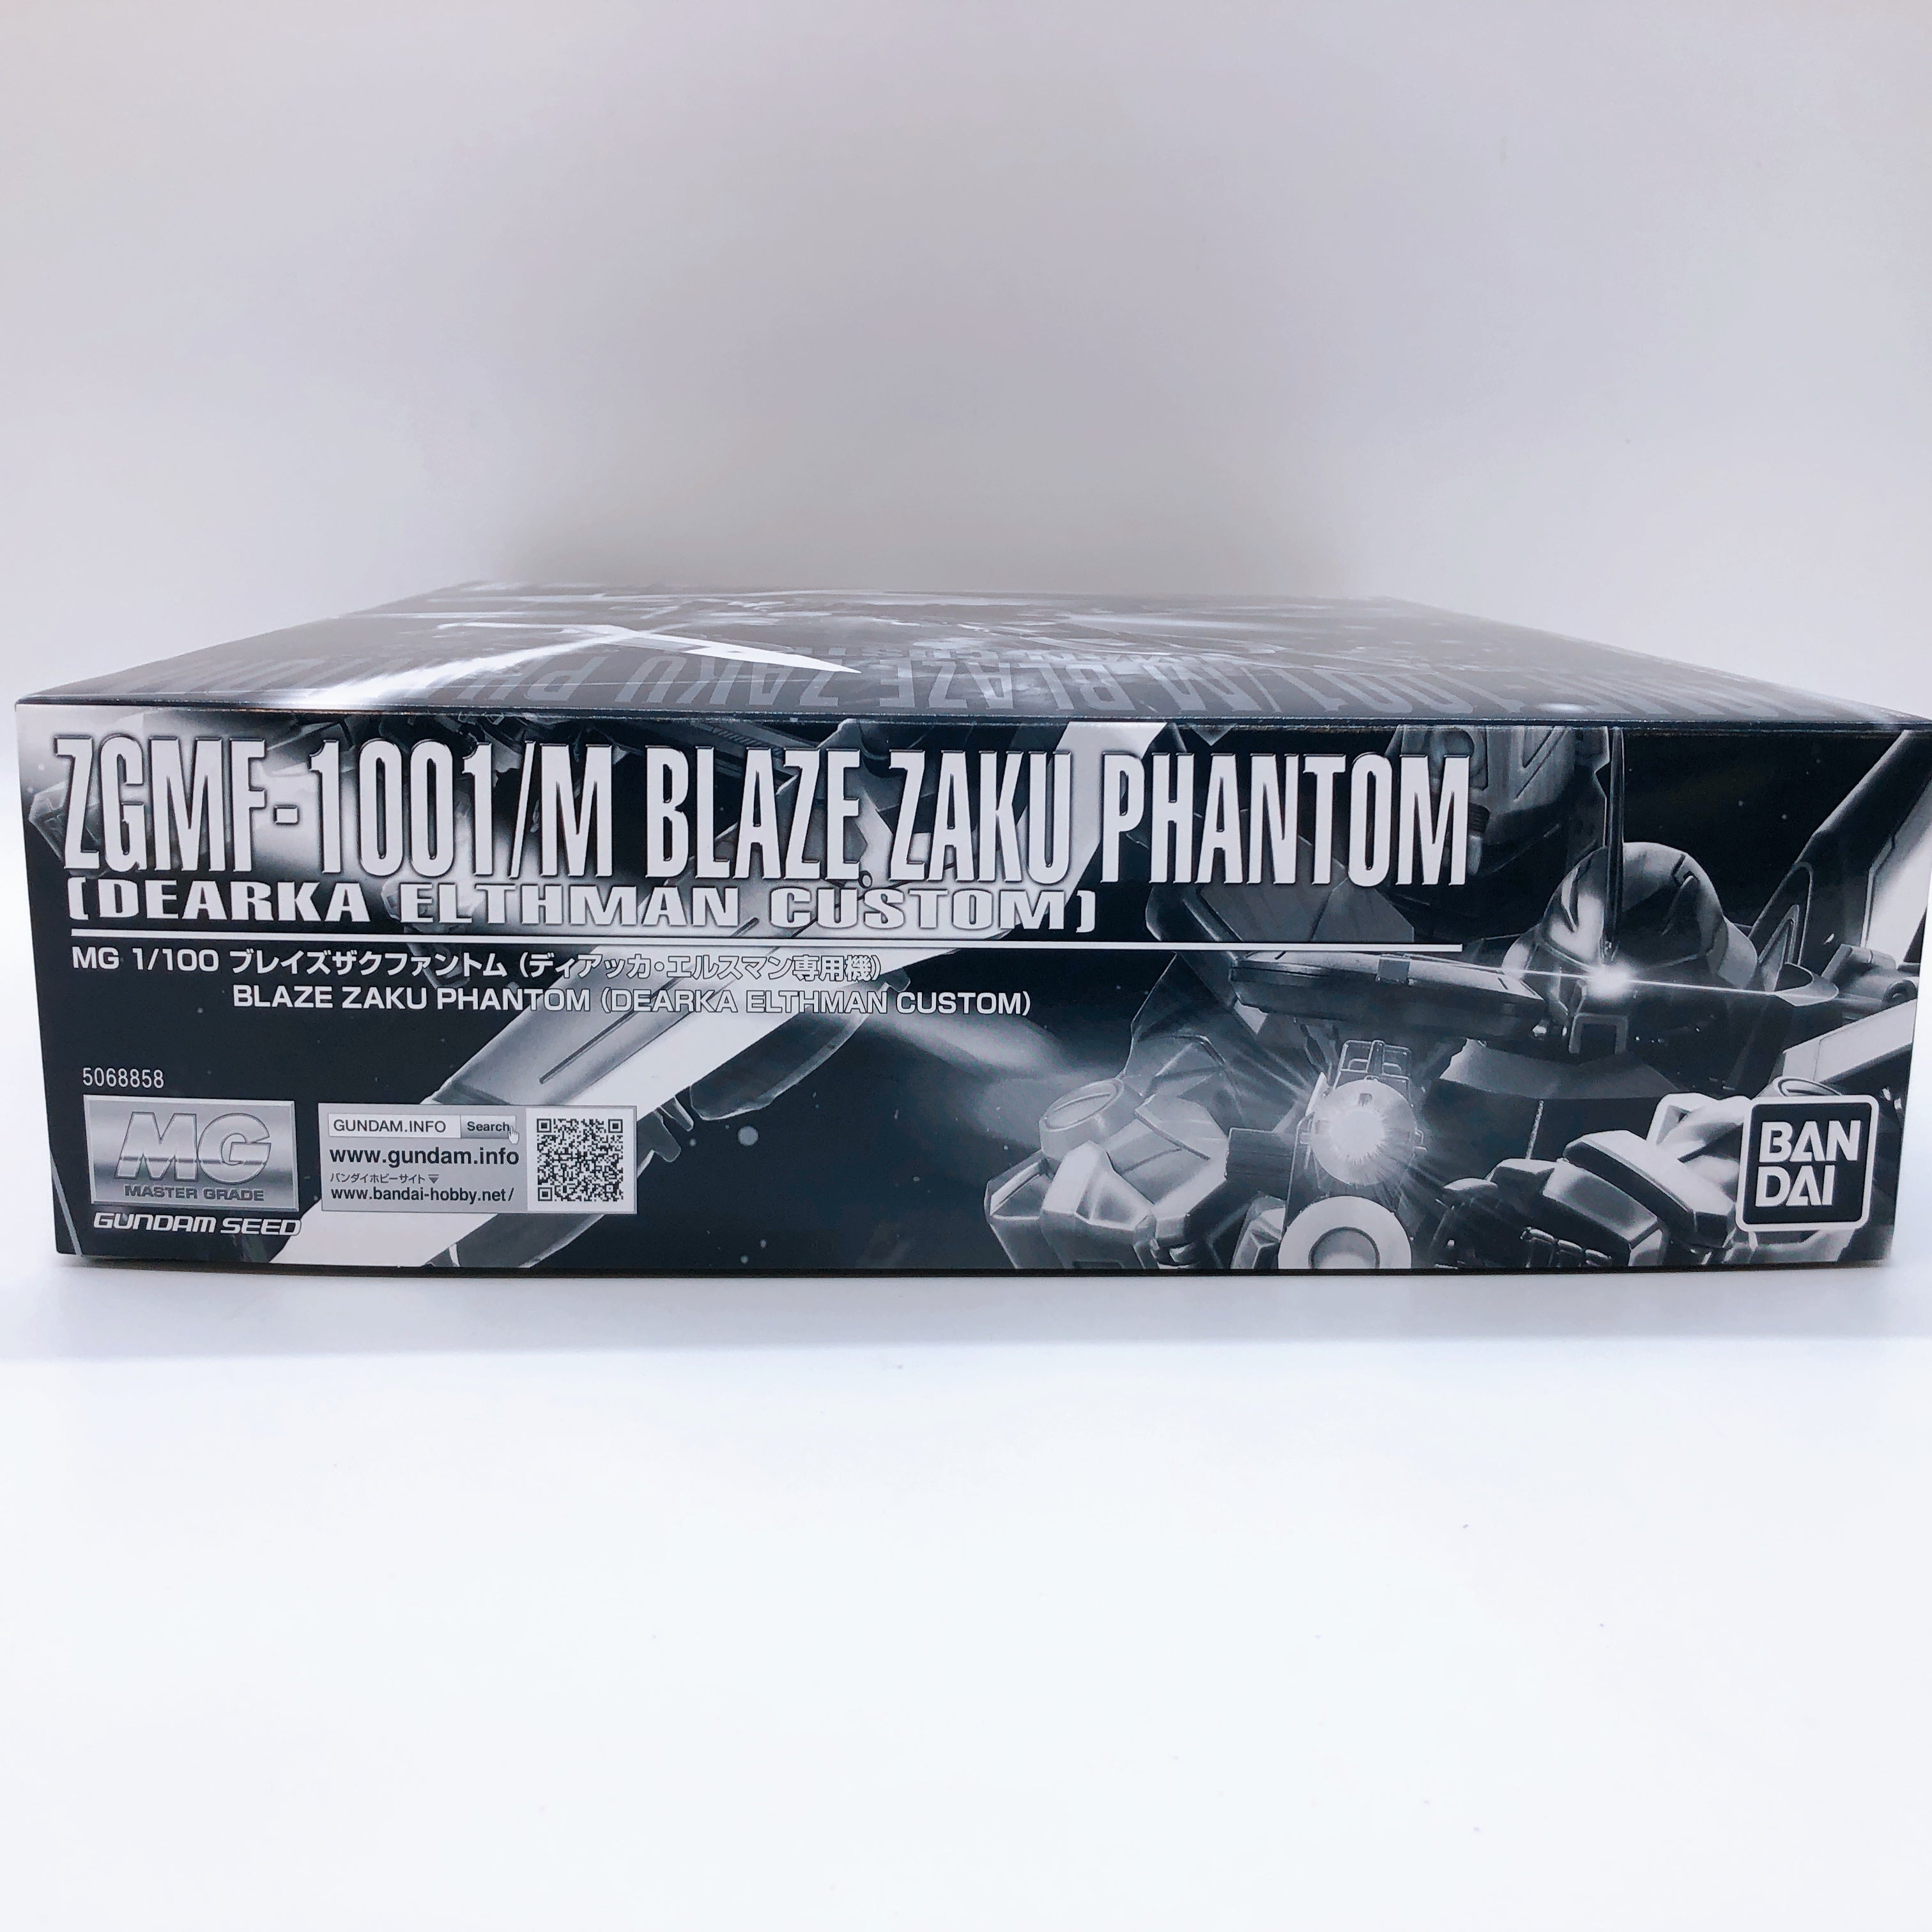 ZGMF-1001/M BLAZE ZAKU PHANTOM
(DEARKA ELTHMAN CUSTOM)
MG 1/100 ブレイズザクファントム (ディアッカ・エルスマン専用機)
BLAZE ZAKU PHANTOM (DEARKA ELTHMAN CUSTOM)
5068858
MG
MASTER GRADE
GUNDAM SEED
GUNDAM.INFO Search
www.gundam.info
バンダイホビーサイト▼
www.bandai-hobby.net/
BAN
DAI